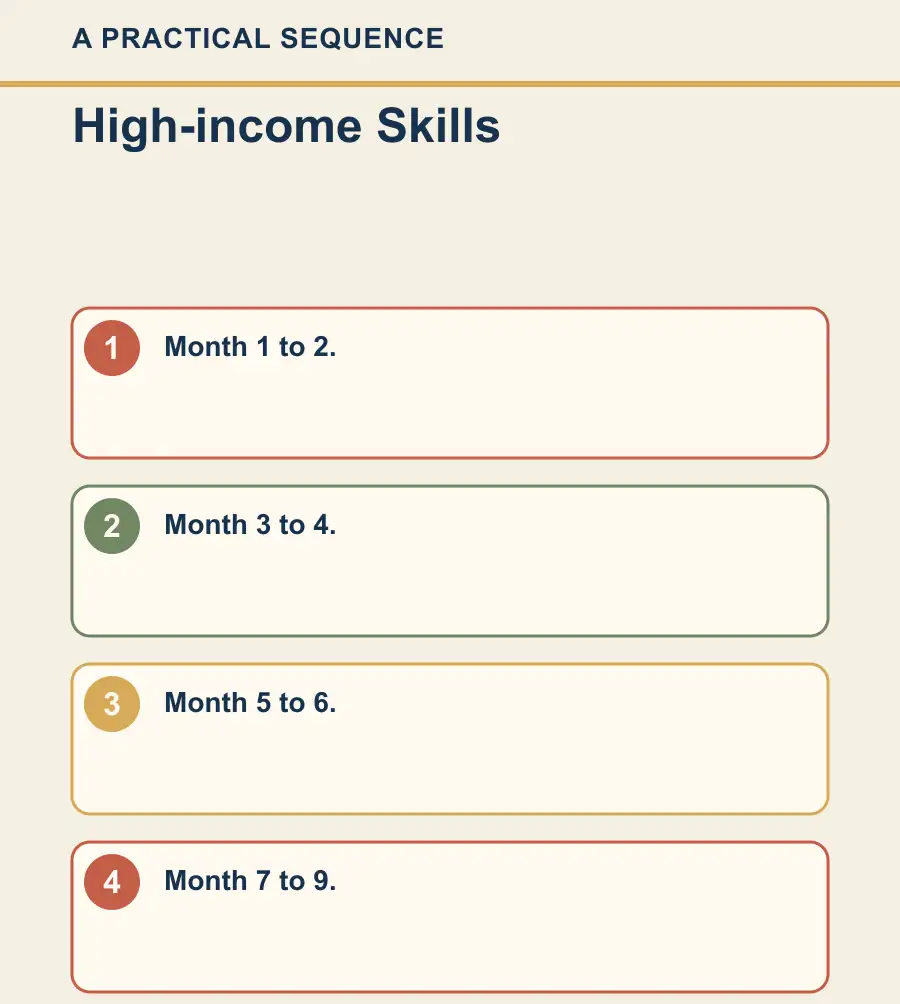 A PRACTICAL SEQUENCE
High-income Skills
1
Month 1 to 2.
2
Month 3 to 4.
3
Month 5 to 6.
4
Month 7 to 9.